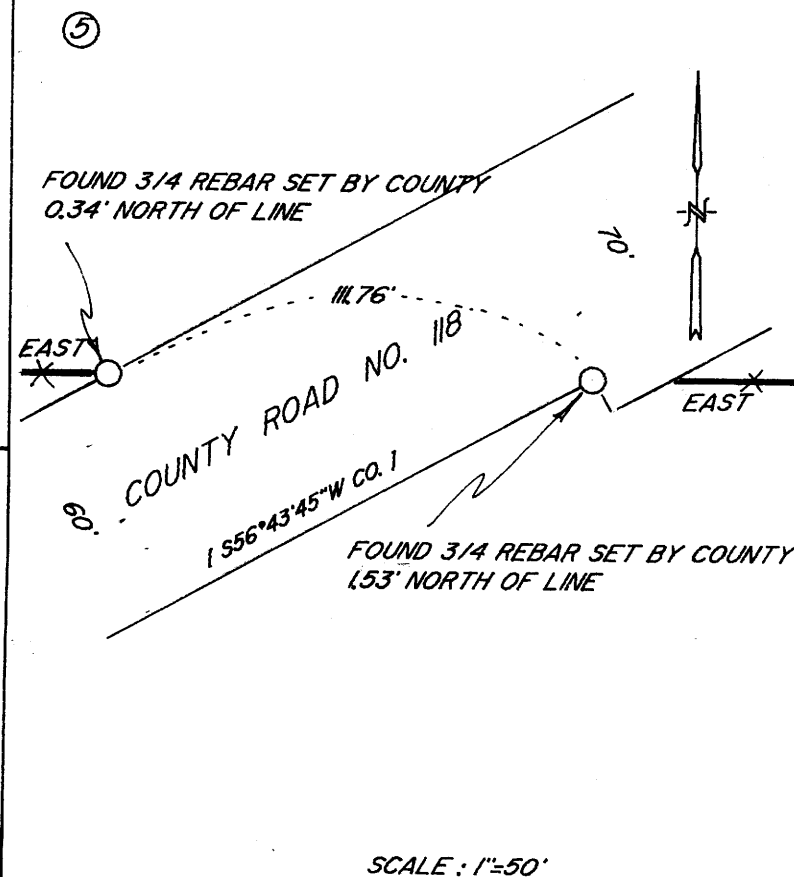 5
FOUND 3/4 REBAR SET BY COUNTY
0.34' NORTH OF LINE
N
70'
111.76'
EAST
COUNTY ROAD NO. 118
EAST
60'
( S56°43'45"W CO. )
FOUND 3/4 REBAR SET BY COUNTY
1.53' NORTH OF LINE
SCALE : 1"=50'